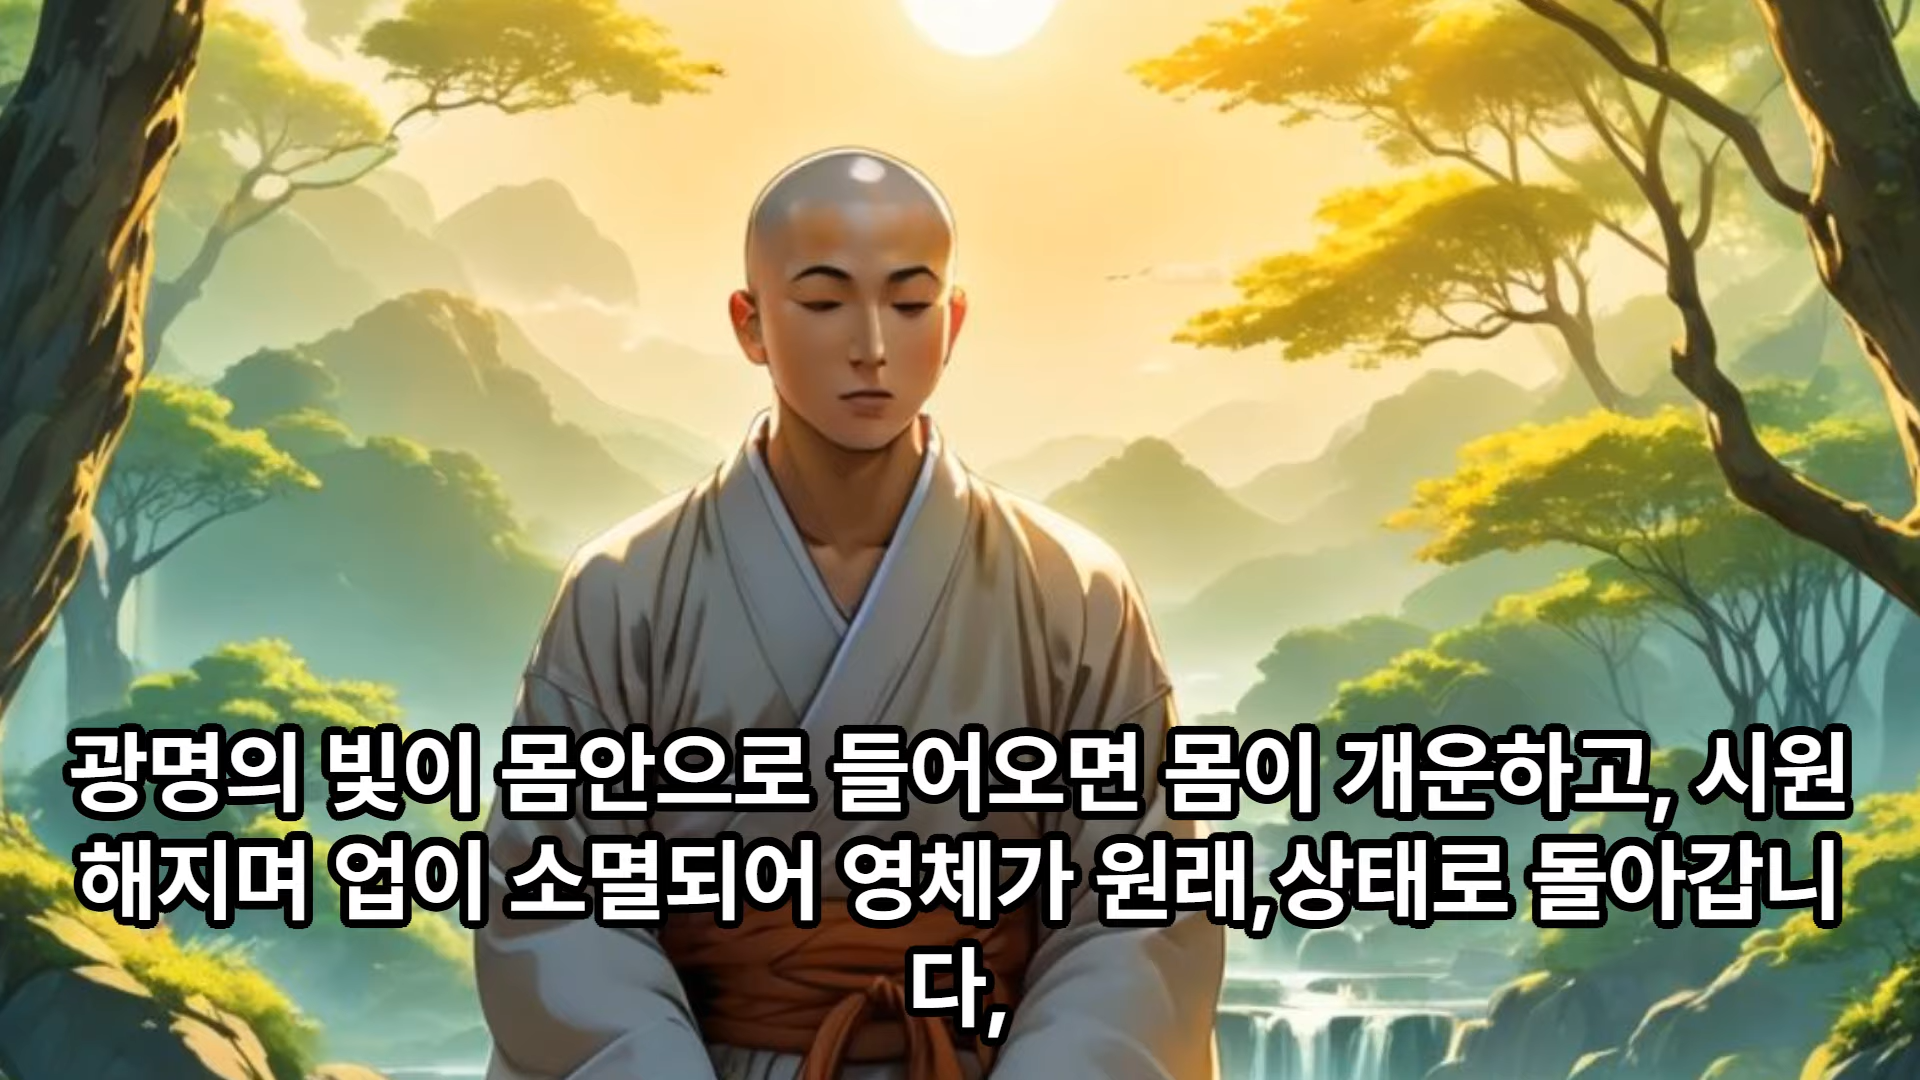 광명의 빛이 몸안으로 들어오면 몸이 개운하고, 시원
해지며 업이 소멸되어 영체가 원래,상태로 돌아갑니
다,